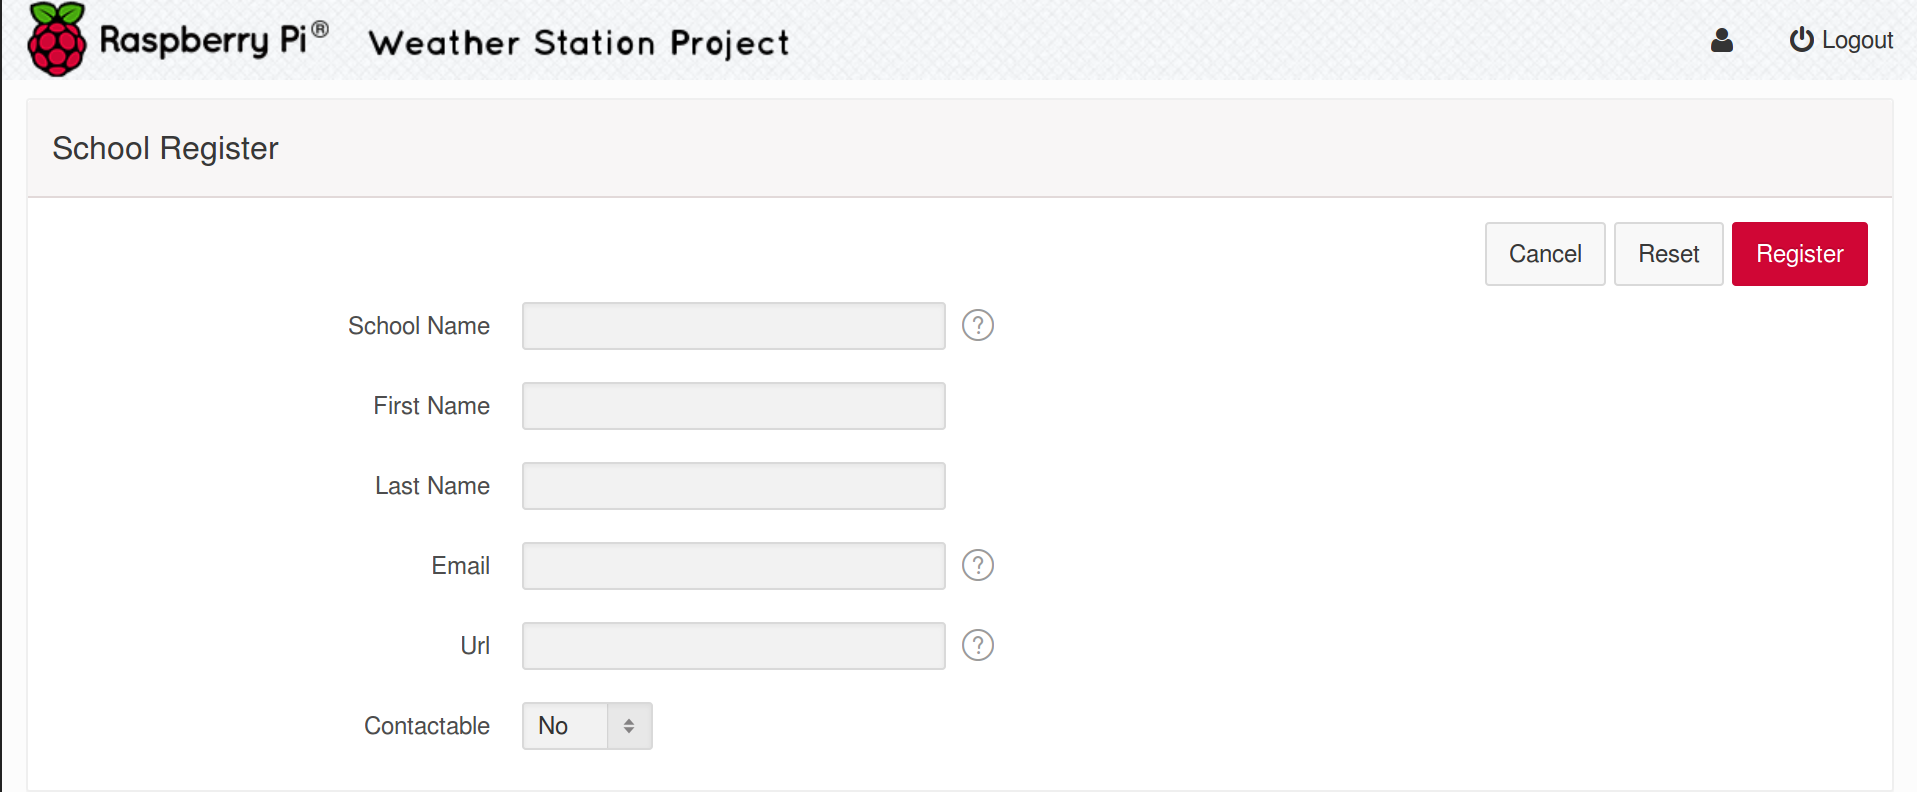 Raspberry Pi® Weather Station Project
Logout
School Register
Cancel Reset Register
School Name ?
First Name
Last Name
Email ?
Url ?
Contactable No